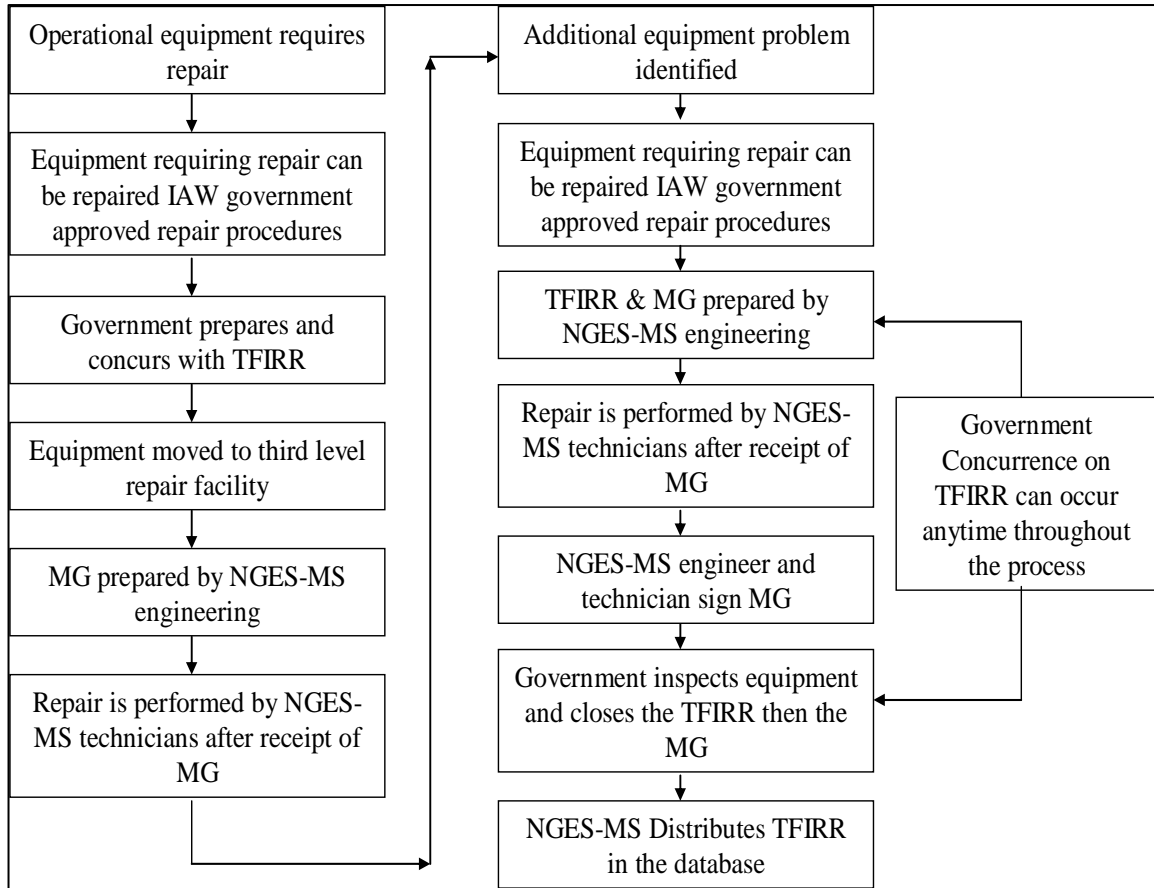 Operational equipment requires
repair
Equipment requiring repair can
be repaired IAW government
approved repair procedures
Government prepares and
concurs with TFIRR
Equipment moved to third level
repair facility
MG prepared by NGES-MS
engineering
Repair is performed by NGES-
MS technicians after receipt of
MG
Additional equipment problem
identified
Equipment requiring repair can
be repaired IAW government
approved repair procedures
TFIRR & MG prepared by
NGES-MS engineering
Repair is performed by NGES-
MS technicians after receipt of
MG
NGES-MS engineer and
technician sign MG
Government inspects equipment
and closes the TFIRR then the
MG
NGES-MS Distributes TFIRR
in the database
Government
Concurrence on
TFIRR can occur
anytime throughout
the process